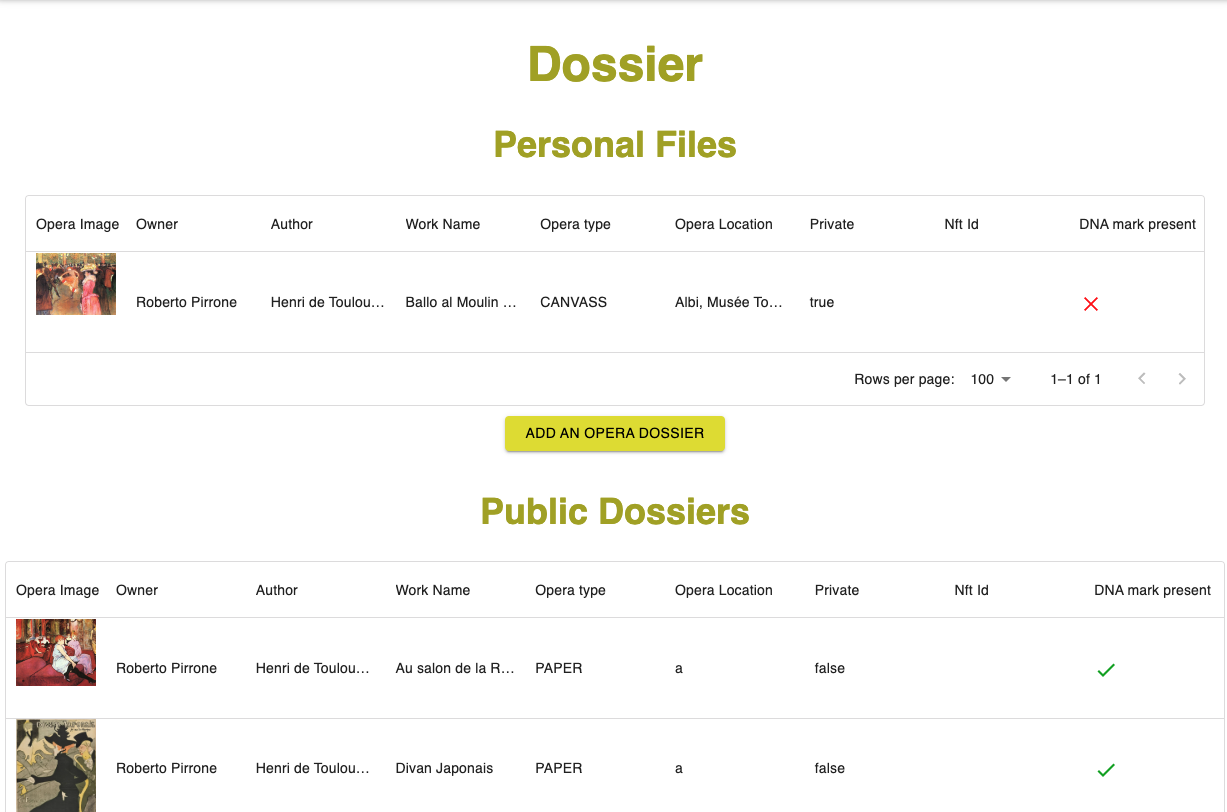 Dossier
Personal Files
Opera Image Owner Author Work Name Opera type Opera Location Private Nft Id DNA mark present
Roberto Pirrone Henri de Toulou… Ballo al Moulin … CANVASS Albi, Musée To… true
Rows per page: 100 1–1 of 1
ADD AN OPERA DOSSIER
Public Dossiers
Opera Image Owner Author Work Name Opera type Opera Location Private Nft Id DNA mark present
Roberto Pirrone Henri de Toulou… Au salon de la R… PAPER a false
Roberto Pirrone Henri de Toulou… Divan Japonais PAPER a false